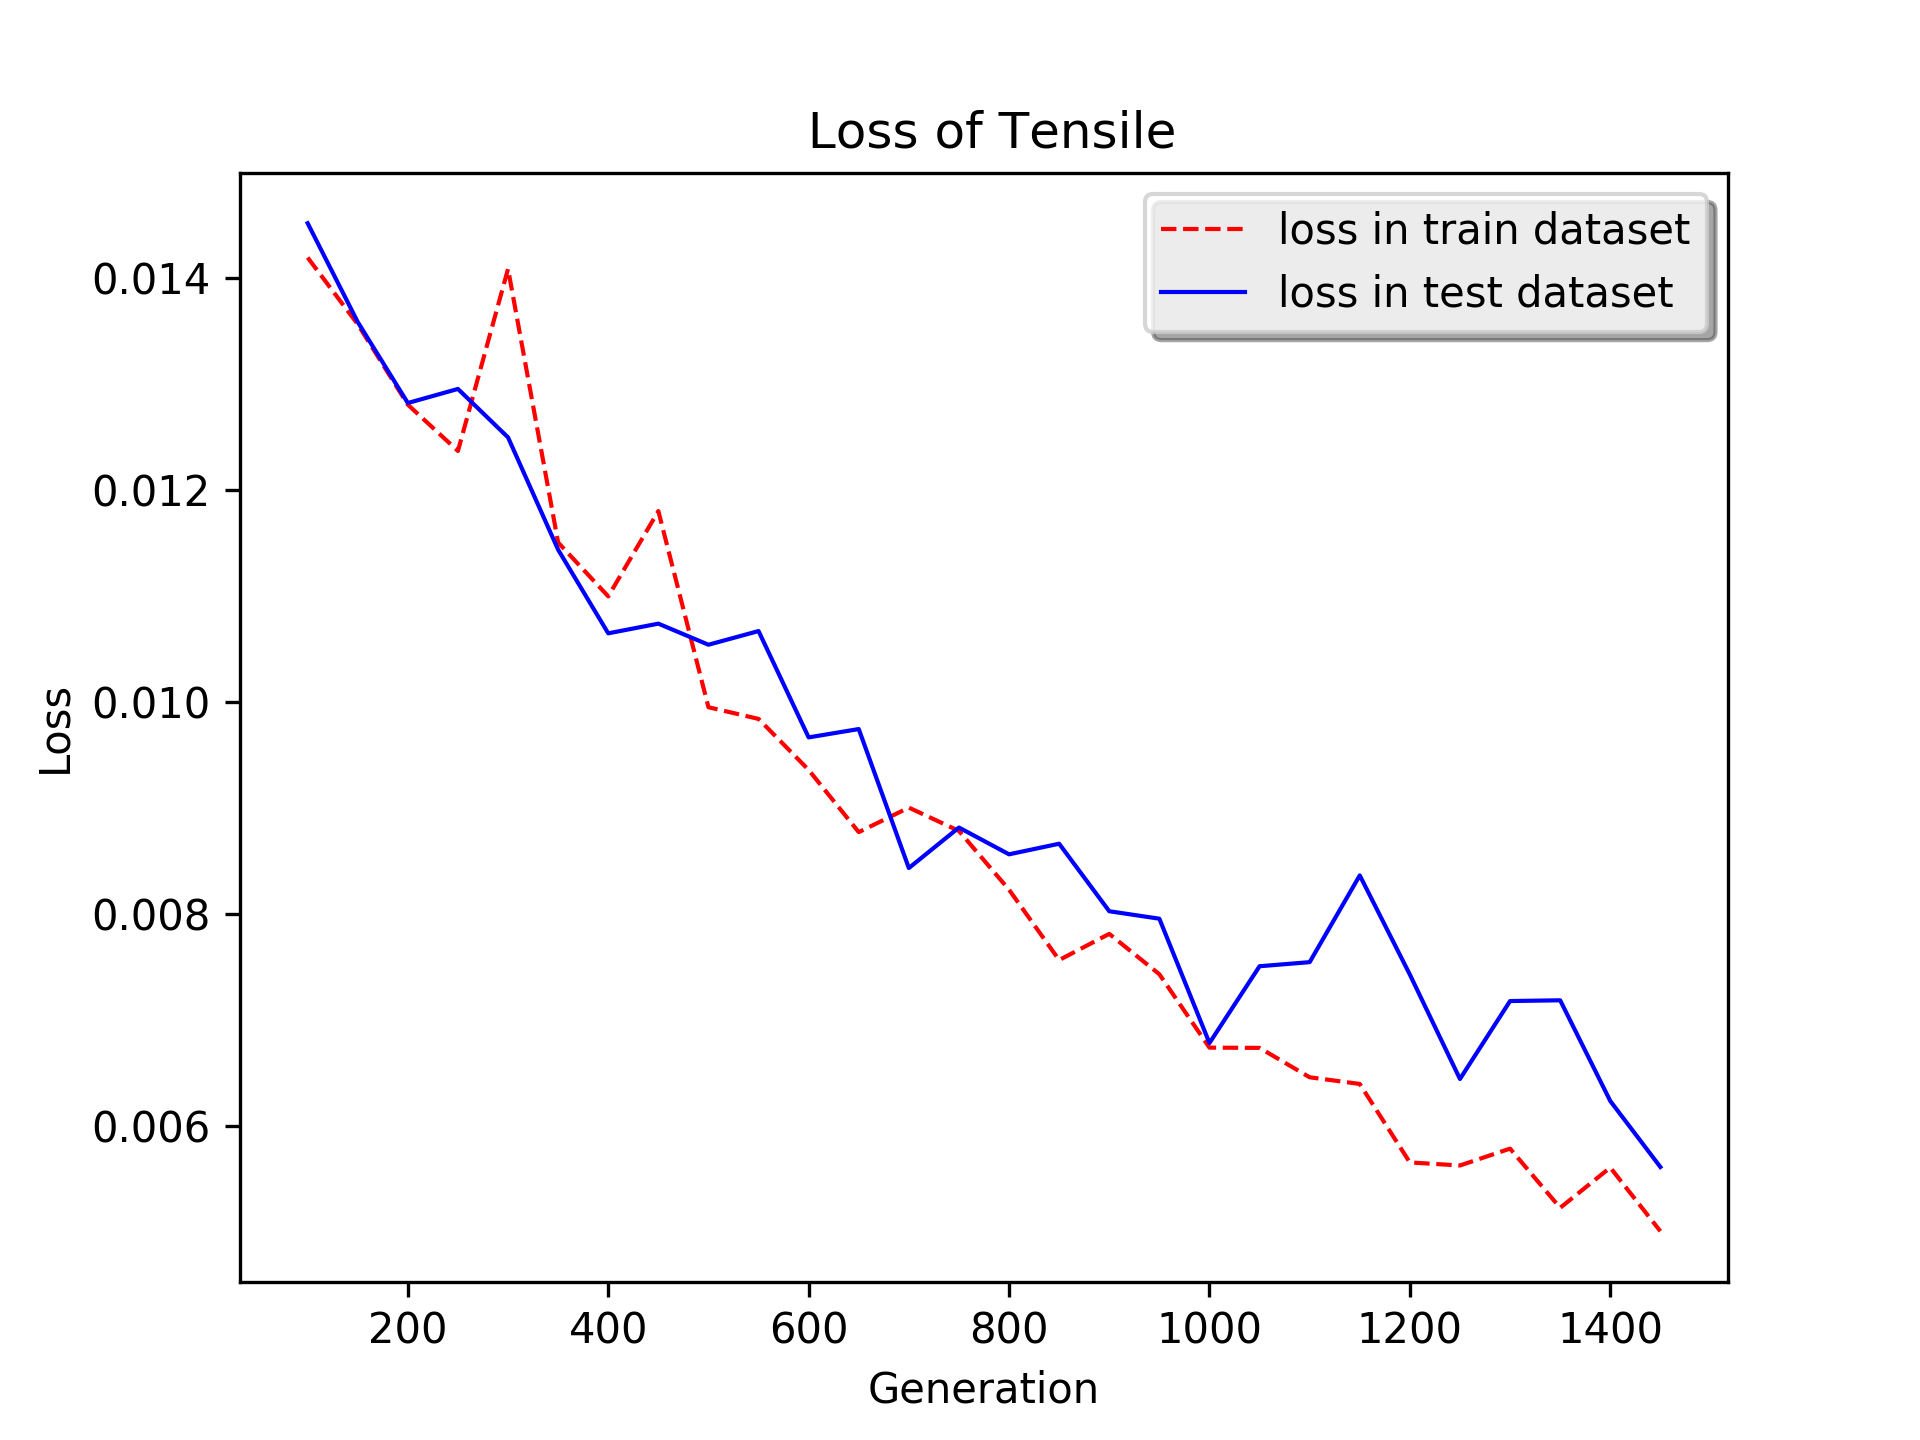 Loss of Tensile
loss in train dataset
loss in test dataset
Loss
0.014
0.012
0.010
0.008
0.006
200 400 600 800 1000 1200 1400
Generation